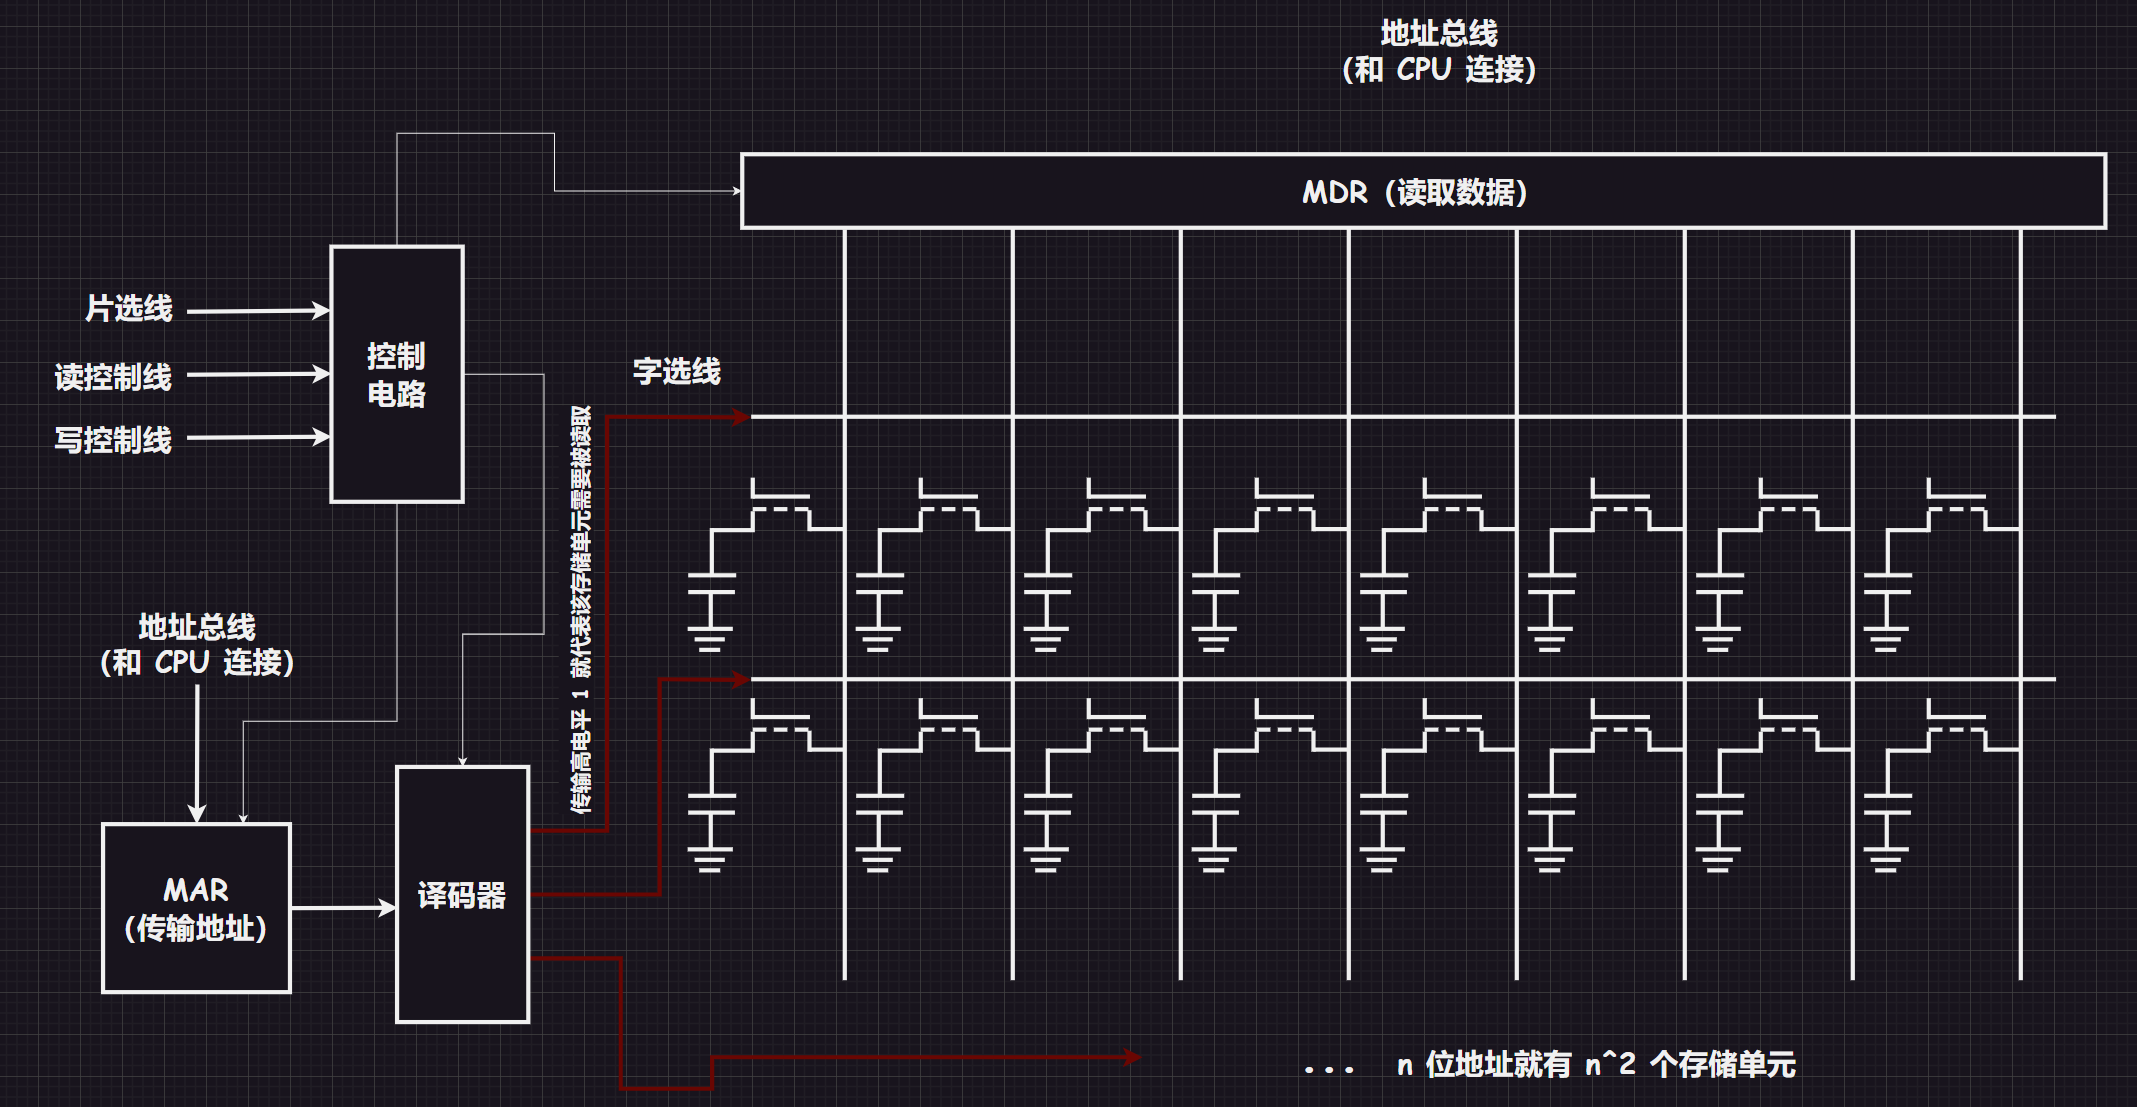 地址总线
（和 CPU 连接）
MDR（读取数据）
片选线
读控制线
写控制线
控制
电路
字选线
传输高电平 1 就代表该存储单元需要被读取
地址总线
（和 CPU 连接）
MAR
（传输地址）
译码器
... n 位地址就有 n^2 个存储单元